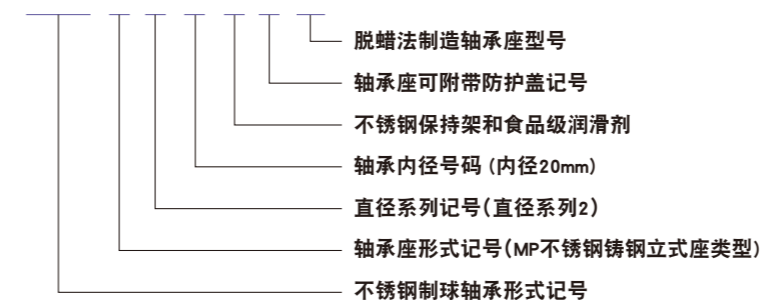 脱蜡法制造轴承座型号
轴承座可附带防护盖记号
不锈钢保持架和食品级润滑剂
轴承内径号码 (内径20mm)
直径系列记号(直径系列2)
轴承座形式记号(MP不锈钢铸钢立式座类型)
不锈钢制球轴承形式记号